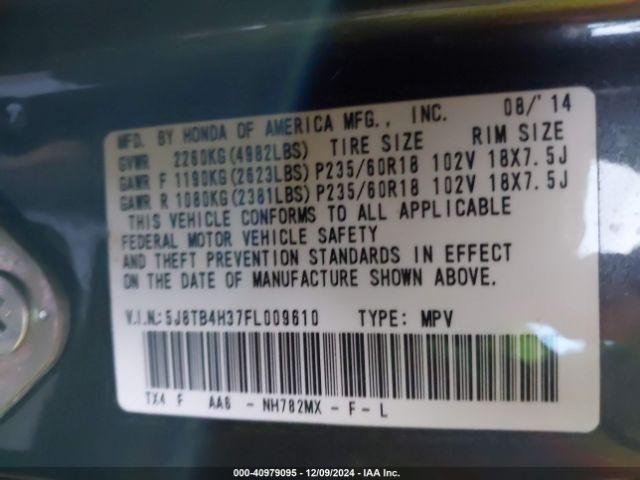 MFD. BY HONDA OF AMERICA MFG., INC. 08/'14
GVWR 2260KG(4982LBS) TIRE SIZE RIM SIZE
GAWR F 1190KG(2623LBS) P235/60R18 102V 18X7.5J
GAWR R 1080KG(2381LBS) P235/60R18 102V 18X7.5J
THIS VEHICLE CONFORMS TO ALL APPLICABLE
FEDERAL MOTOR VEHICLE SAFETY
AND THEFT PREVENTION STANDARDS IN EFFECT
ON THE DATE OF MANUFACTURE SHOWN ABOVE.
V.I.N.: 5J8TB4H37FL009610 TYPE: MPV
TX4 F AA6 - NH782MX - F - L
000-40979095 - 12/09/2024 - IAA Inc.